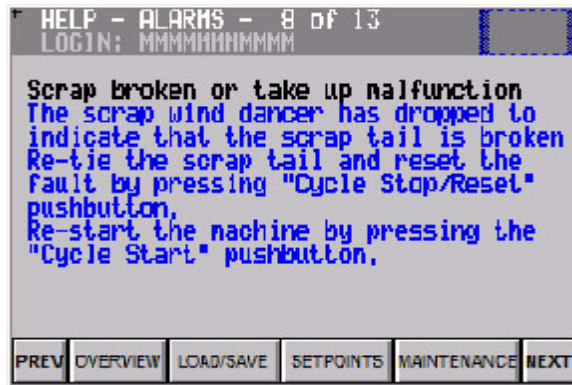 HELP - ALARMS - 8 of 13
LOGIN: MMMMMMMMMMM
Scrap broken or take up malfunction
The scrap wind dancer has dropped to
indicate that the scrap tail is broken
Re-tie the scrap tail and reset the
fault by pressing "Cycle Stop/Reset"
pushbutton.
Re-start the machine by pressing the
"Cycle Start" pushbutton.
PREV OVERVIEW LOAD/SAVE SETPOINTS MAINTENANCE NEXT